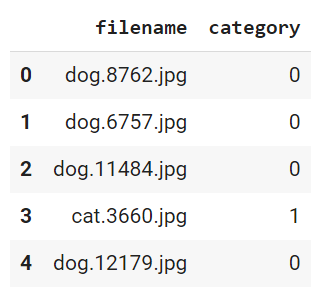 filename category
0 dog.8762.jpg 0
1 dog.6757.jpg 0
2 dog.11484.jpg 0
3 cat.3660.jpg 1
4 dog.12179.jpg 0